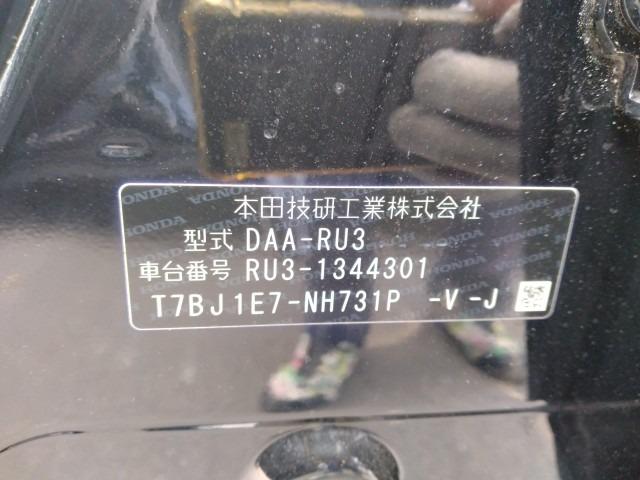 本田技研工業株式会社
型式 DAA-RU3
車台番号 RU3-1344301
T7BJ1E7-NH731P -V-J